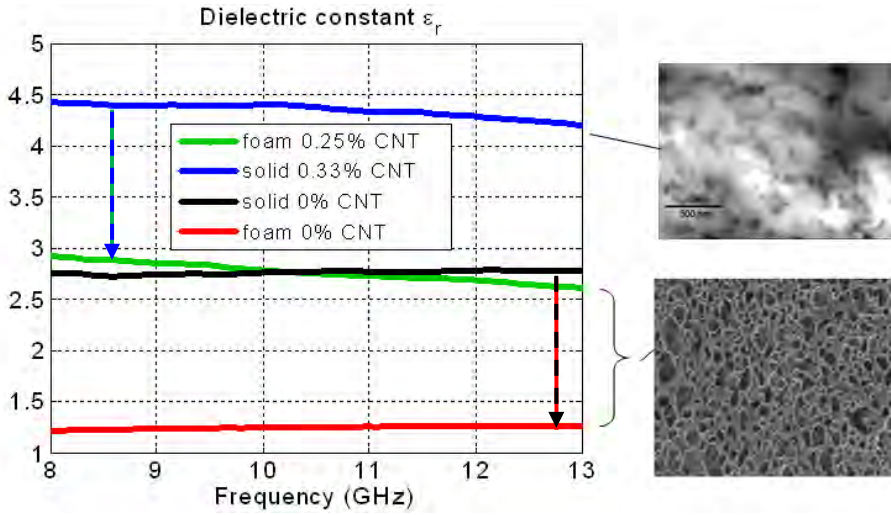 Dielectric constant εr
5
4.5
4
3.5
3
2.5
2
1.5
1
foam 0.25% CNT
solid 0.33% CNT
solid 0% CNT
foam 0% CNT
8 9 10 11 12 13
Frequency (GHz)
500 nm